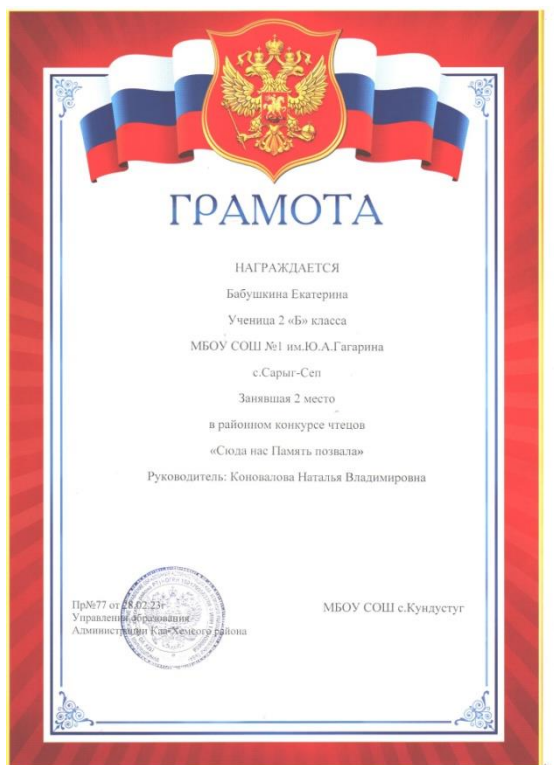 ГРАМОТА
НАГРАЖДАЕТСЯ
Бабушкина Екатерина
Ученица 2 «Б» класса
МБОУ СОШ №1 им.Ю.А.Гагарина
с.Сарыг-Сеп
Занявшая 2 место
в районном конкурсе чтецов
«Сюда нас Память позвала»
Руководитель: Коновалова Наталья Владимировна
Пр№77 от 28.02.23г
Управления образования
Администрации Каа-Хемсого района
МБОУ СОШ с.Кундустуг